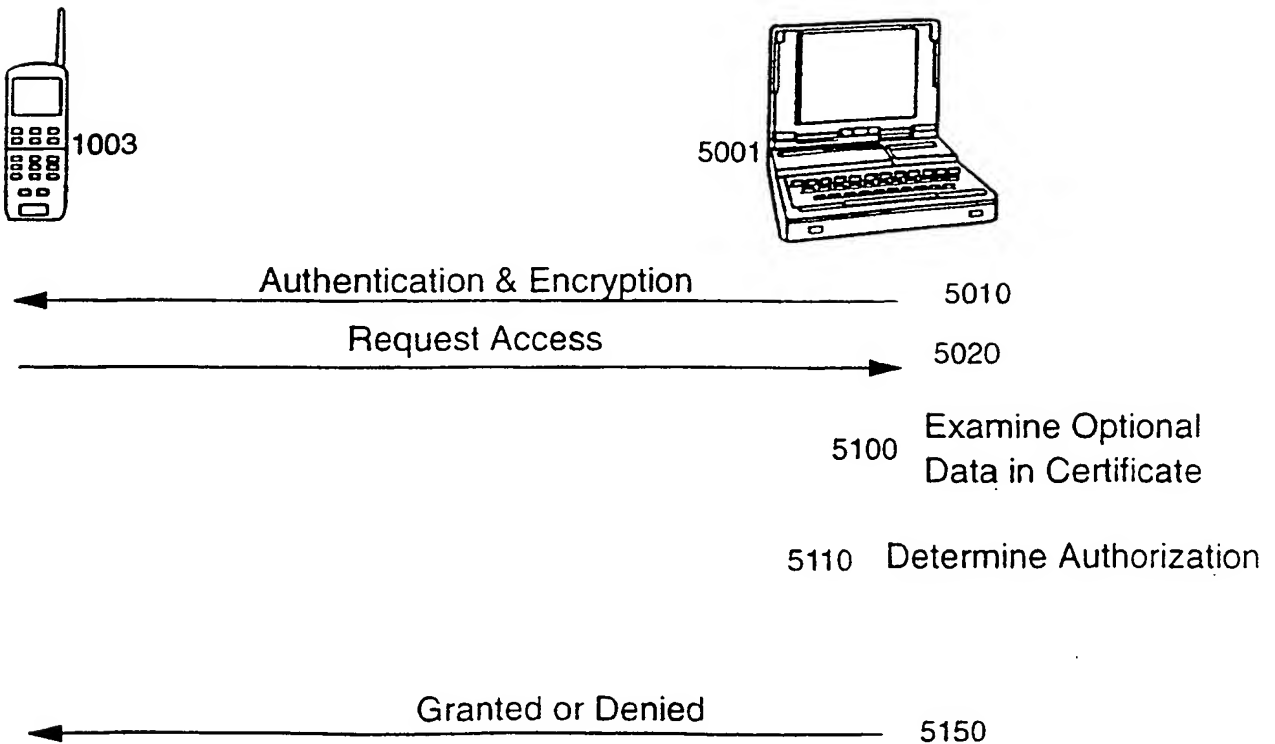 1003
5001
Authentication & Encryption 5010
Request Access 5020
5100 Examine Optional
Data in Certificate
5110 Determine Authorization
Granted or Denied 5150